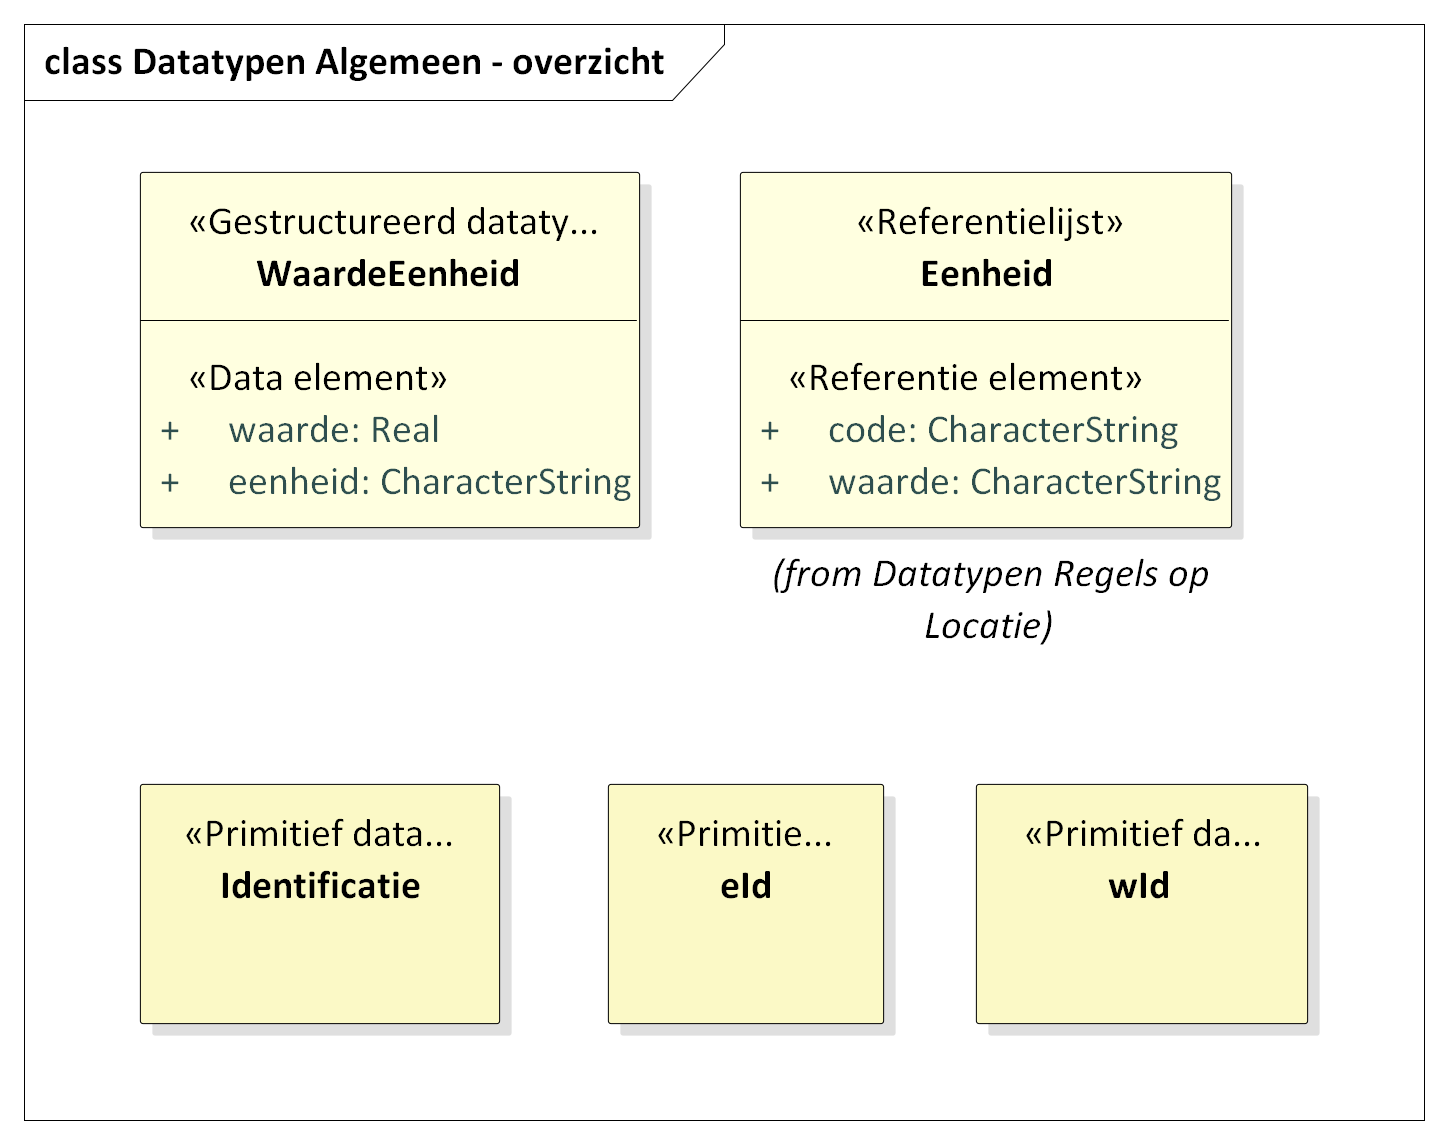 class Datatypen Algemeen - overzicht
«Gestructureerd dataty...
WaardeEenheid
«Data element»
+ waarde: Real
+ eenheid: CharacterString
«Referentielijst»
Eenheid
«Referentie element»
+ code: CharacterString
+ waarde: CharacterString
(from Datatypen Regels op
Locatie)
«Primitief data...
Identificatie
«Primitie...
eId
«Primitief da...
wId